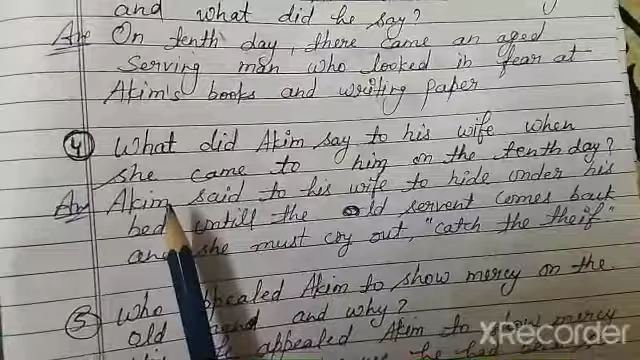 and what did he say?
Ans On tenth day, there came an aged
Serving man who looked in fear at
Akim's books and writing paper
4 What did Akim say to his wife when
she came to him on the tenth day?
Ans Akim said to his wife to hide under his
bed untill the old servent comes back
and she must cry out, "catch the theif"
5 Who appealed Akim to show mercy on the
old and why?
appealed Akim to show mercy
he had
XRecorder